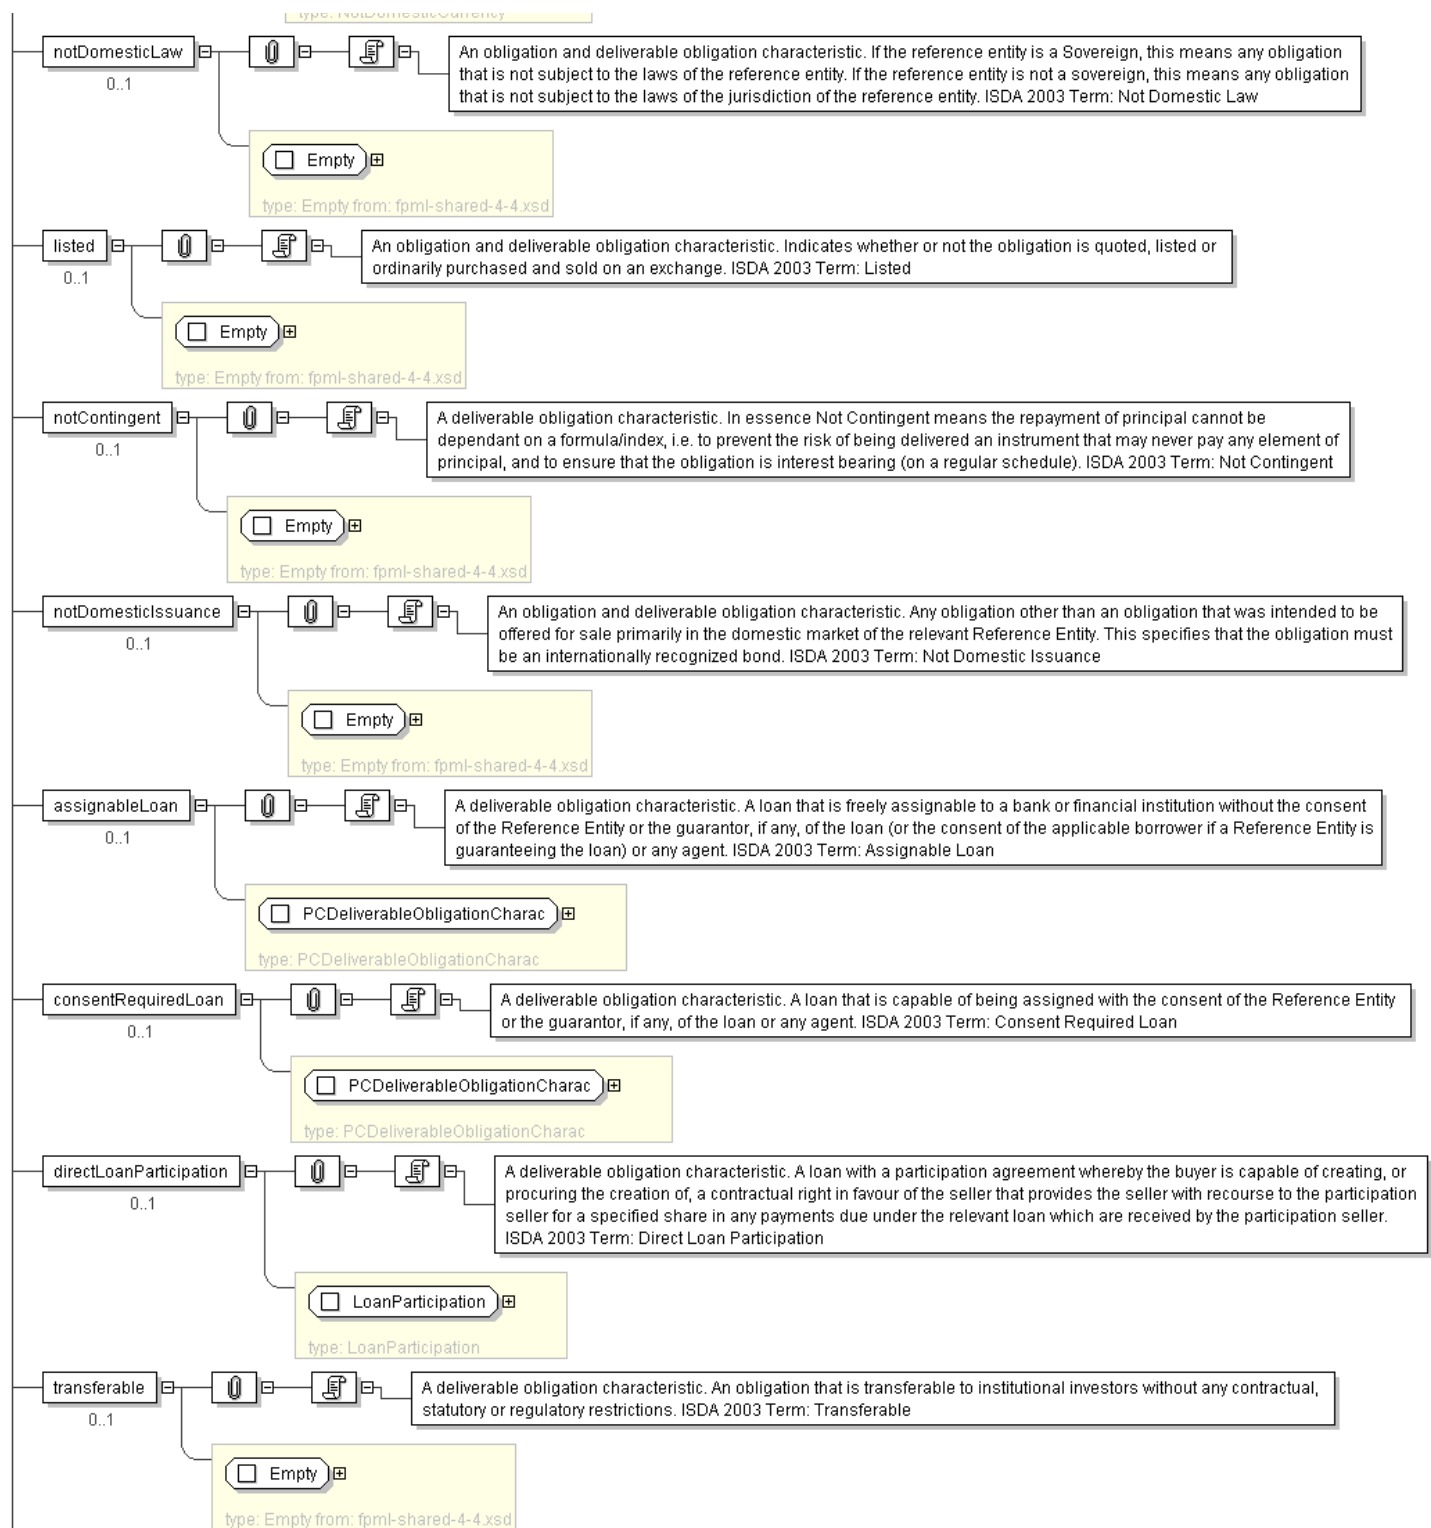 type: NotDomesticCurrency
notDomesticLaw
0..1
An obligation and deliverable obligation characteristic. If the reference entity is a Sovereign, this means any obligation
that is not subject to the laws of the reference entity. If the reference entity is not a sovereign, this means any obligation
that is not subject to the laws of the jurisdiction of the reference entity. ISDA 2003 Term: Not Domestic Law
Empty
type: Empty from: fpml-shared-4-4.xsd
listed
0..1
An obligation and deliverable obligation characteristic. Indicates whether or not the obligation is quoted, listed or
ordinarily purchased and sold on an exchange. ISDA 2003 Term: Listed
Empty
type: Empty from: fpml-shared-4-4.xsd
notContingent
0..1
A deliverable obligation characteristic. In essence Not Contingent means the repayment of principal cannot be
dependant on a formula/index, i.e. to prevent the risk of being delivered an instrument that may never pay any element of
principal, and to ensure that the obligation is interest bearing (on a regular schedule). ISDA 2003 Term: Not Contingent
Empty
type: Empty from: fpml-shared-4-4.xsd
notDomesticIssuance
0..1
An obligation and deliverable obligation characteristic. Any obligation other than an obligation that was intended to be
offered for sale primarily in the domestic market of the relevant Reference Entity. This specifies that the obligation must
be an internationally recognized bond. ISDA 2003 Term: Not Domestic Issuance
Empty
type: Empty from: fpml-shared-4-4.xsd
assignableLoan
0..1
A deliverable obligation characteristic. A loan that is freely assignable to a bank or financial institution without the consent
of the Reference Entity or the guarantor, if any, of the loan (or the consent of the applicable borrower if a Reference Entity is
guaranteeing the loan) or any agent. ISDA 2003 Term: Assignable Loan
PCDeliverableObligationCharac
type: PCDeliverableObligationCharac
consentRequiredLoan
0..1
A deliverable obligation characteristic. A loan that is capable of being assigned with the consent of the Reference Entity
or the guarantor, if any, of the loan or any agent. ISDA 2003 Term: Consent Required Loan
PCDeliverableObligationCharac
type: PCDeliverableObligationCharac
directLoanParticipation
0..1
A deliverable obligation characteristic. A loan with a participation agreement whereby the buyer is capable of creating, or
procuring the creation of, a contractual right in favour of the seller that provides the seller with recourse to the participation
seller for a specified share in any payments due under the relevant loan which are received by the participation seller.
ISDA 2003 Term: Direct Loan Participation
LoanParticipation
type: LoanParticipation
transferable
0..1
A deliverable obligation characteristic. An obligation that is transferable to institutional investors without any contractual,
statutory or regulatory restrictions. ISDA 2003 Term: Transferable
Empty
type: Empty from: fpml-shared-4-4.xsd